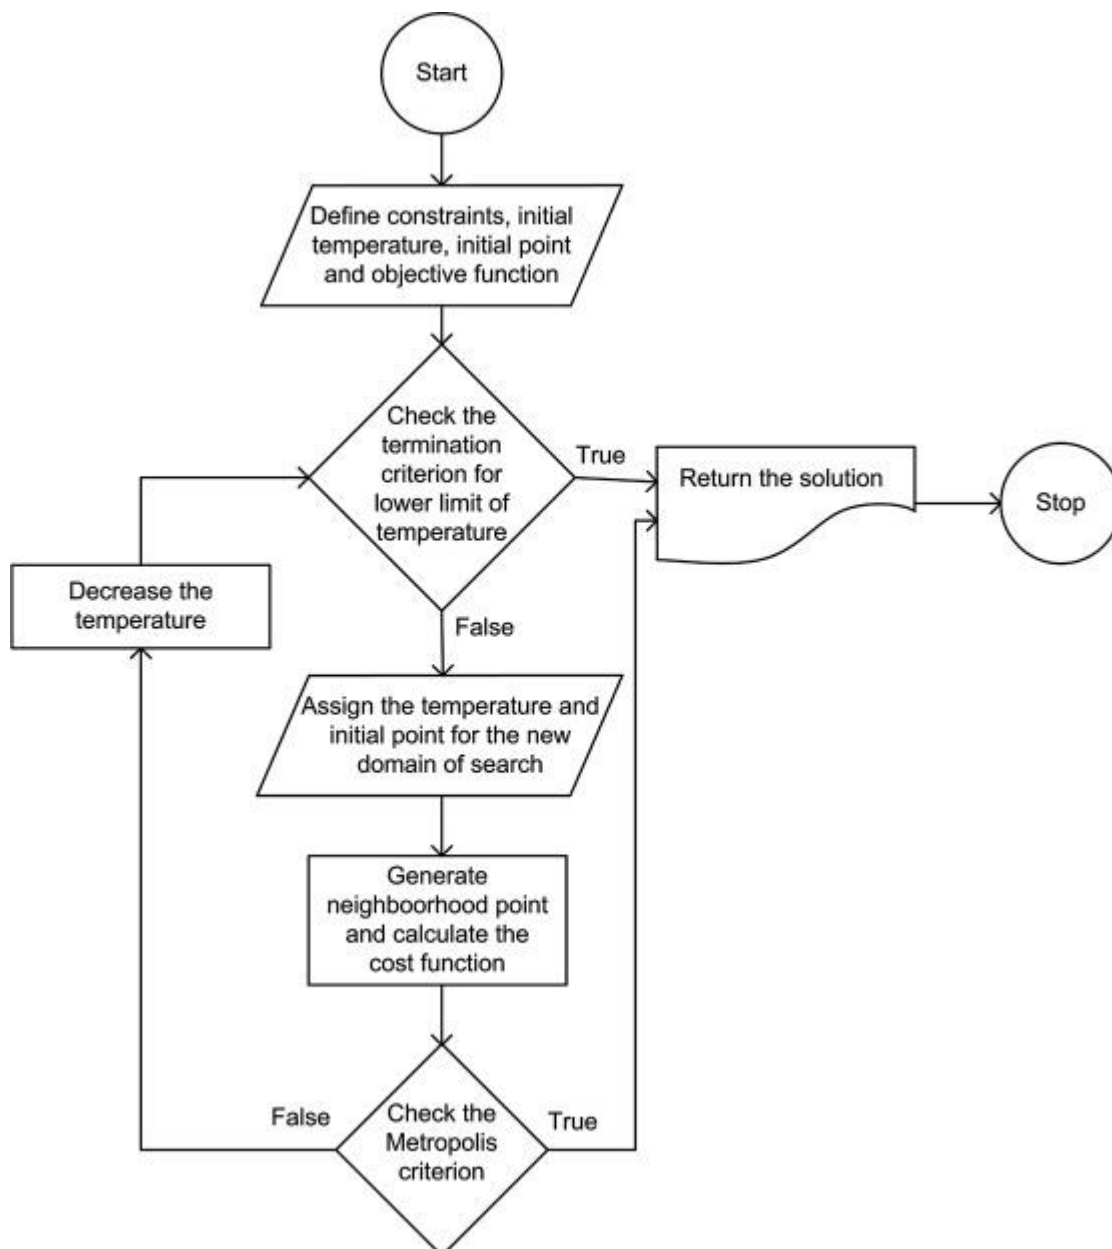 Start
Define constraints, initial
temperature, initial point
and objective function
Check the
termination
criterion for
lower limit of
temperature
True
Return the solution
Stop
Decrease the
temperature
False
Assign the temperature and
initial point for the new
domain of search
Generate
neighboorhood point
and calculate the
cost function
False
Check the
Metropolis
criterion
True